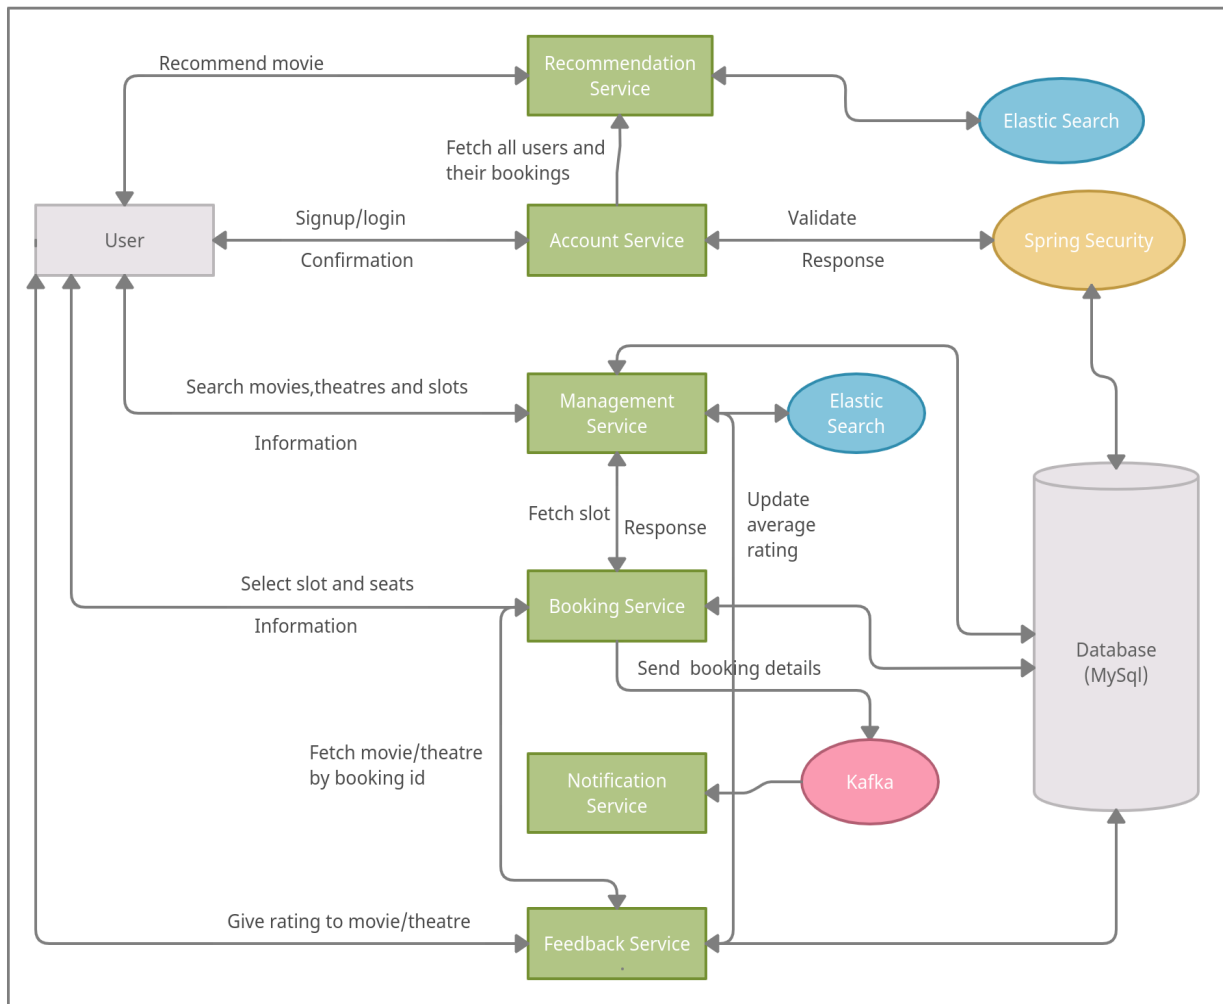 Recommend movie
Recommendation
Service
Elastic Search
Fetch all users and
their bookings
User
Signup/login
Confirmation
Account Service
Validate
Response
Spring Security
Search movies,theatres and slots
Information
Management
Service
Elastic
Search
Fetch slot
Response
Update
average
rating
Select slot and seats
Information
Booking Service
Database
(MySql)
Send  booking details
Fetch movie/theatre
by booking id
Notification
Service
Kafka
Give rating to movie/theatre
Feedback Service